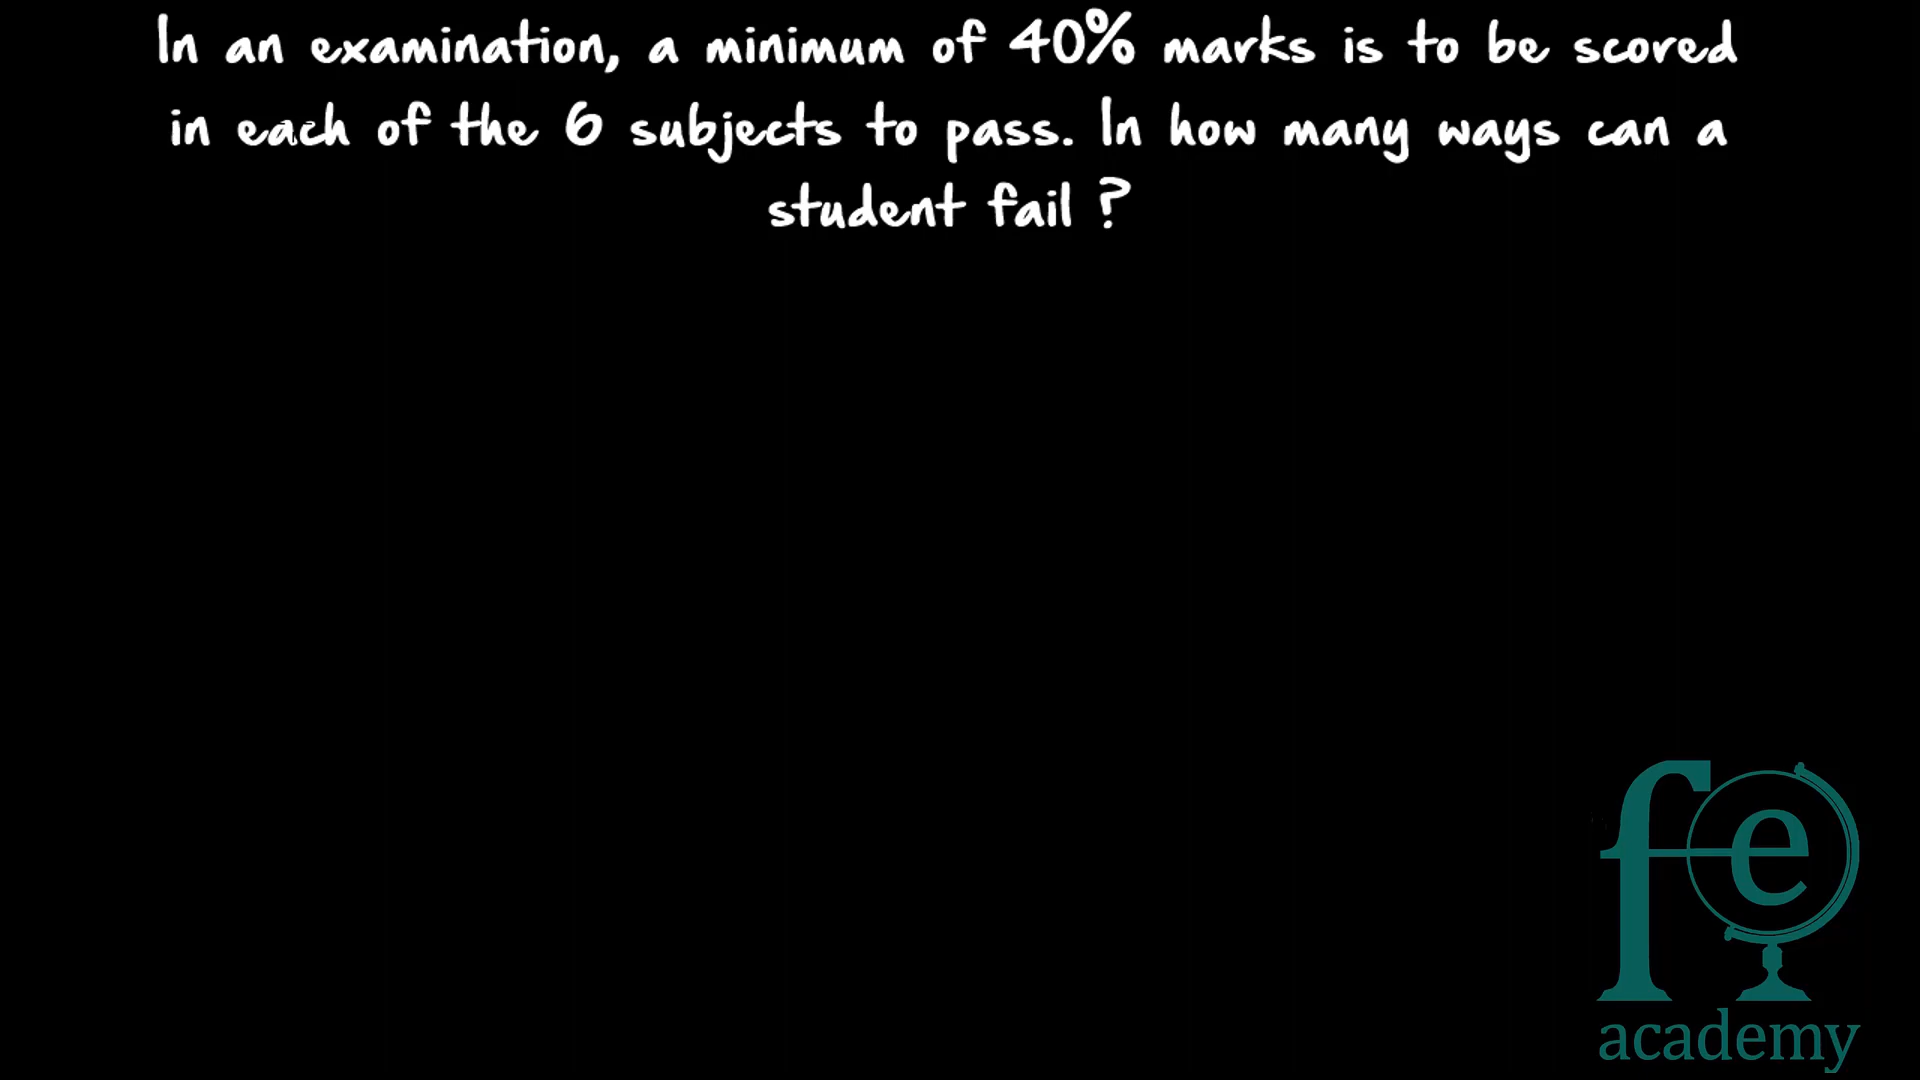 In an examination, a minimum of 40% marks is to be scored
in each of the 6 subjects to pass. In how many ways can a
student fail ?
fe
academy